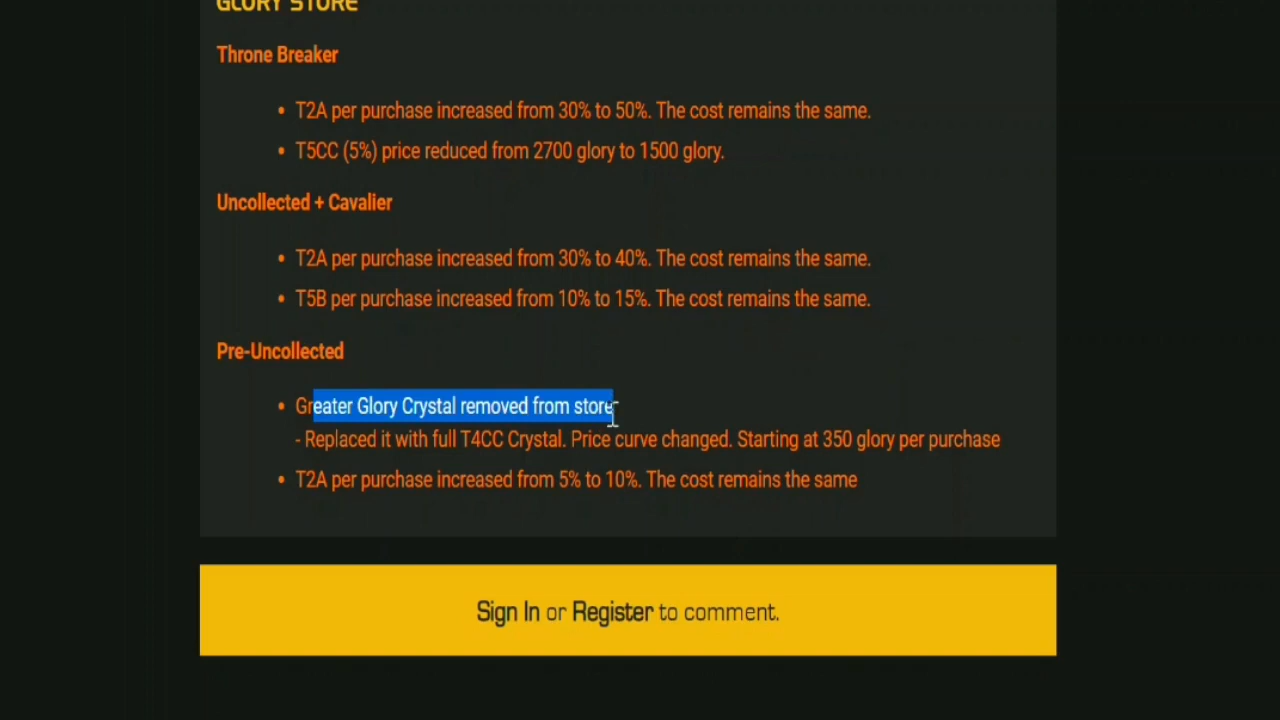 GLORY STORE
Throne Breaker
• T2A per purchase increased from 30% to 50%. The cost remains the same.
• T5CC (5%) price reduced from 2700 glory to 1500 glory.
Uncollected + Cavalier
• T2A per purchase increased from 30% to 40%. The cost remains the same.
• T5B per purchase increased from 10% to 15%. The cost remains the same.
Pre-Uncollected
• Greater Glory Crystal removed from store
- Replaced it with full T4CC Crystal. Price curve changed. Starting at 350 glory per purchase
• T2A per purchase increased from 5% to 10%. The cost remains the same
Sign In or Register to comment.